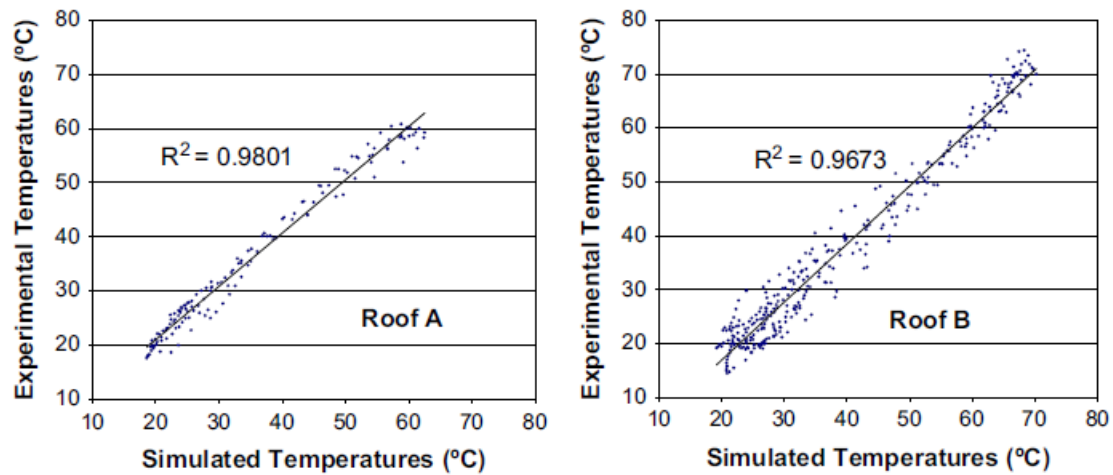 Experimental Temperatures (ºC)
80
70
60
50
40
30
20
10
R² = 0.9801
Roof A
10 20 30 40 50 60 70 80
Simulated Temperatures (ºC)
Experimental Temperatures (ºC)
80
70
60
50
40
30
20
10
R² = 0.9673
Roof B
10 20 30 40 50 60 70 80
Simulated Temperatures (ºC)